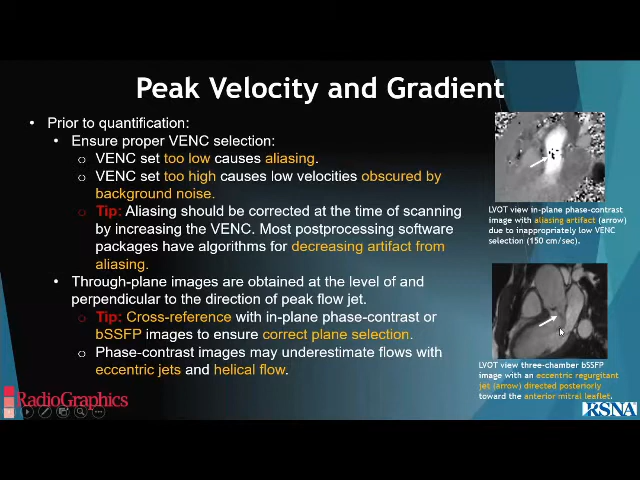 Peak Velocity and Gradient
• Prior to quantification:
• Ensure proper VENC selection:
o VENC set too low causes aliasing.
o VENC set too high causes low velocities obscured by
background noise.
o Tip: Aliasing should be corrected at the time of scanning
by increasing the VENC. Most postprocessing software
packages have algorithms for decreasing artifact from
aliasing.
• Through-plane images are obtained at the level of and
perpendicular to the direction of peak flow jet.
o Tip: Cross-reference with in-plane phase-contrast or
bSSFP images to ensure correct plane selection.
o Phase-contrast images may underestimate flows with
eccentric jets and helical flow.
LVOT view in-plane phase-contrast
image with aliasing artifact (arrow)
due to inappropriately low VENC
selection (150 cm/sec).
LVOT view three-chamber bSSFP
image with an eccentric regurgitant
jet (arrow) directed posteriorly
toward the anterior mitral leaflet.
RadioGraphics
RSNA